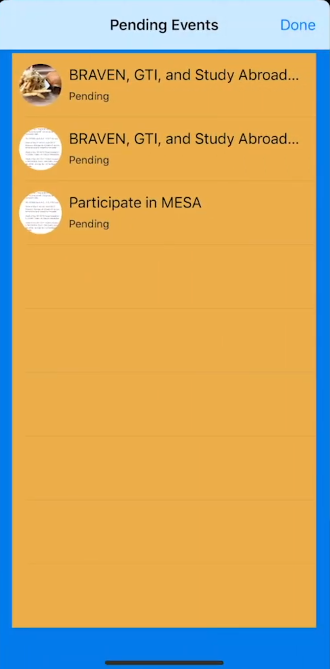 Pending Events
Done
BRAVEN, GTI, and Study Abroad...
Pending
BRAVEN, GTI, and Study Abroad...
Pending
Participate in MESA
Pending